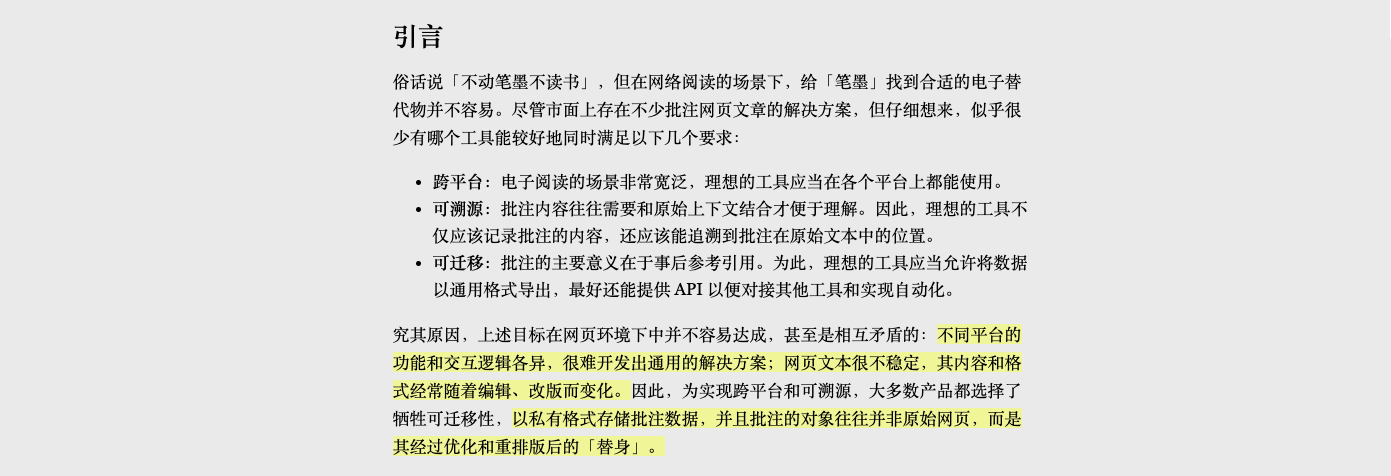 引言
俗话说「不动笔墨不读书」，但在网络阅读的场景下，给「笔墨」找到合适的电子替
代物并不容易。尽管市面上存在不少批注网页文章的解决方案，但仔细想来，似乎很
少有哪个工具能较好地同时满足以下几个要求：
• 跨平台：电子阅读的场景非常宽泛，理想的工具应当在各个平台上都能使用。
• 可溯源：批注内容往往需要和原始上下文结合才便于理解。因此，理想的工具不
仅应该记录批注的内容，还应该能追溯到批注在原始文本中的位置。
• 可迁移：批注的主要意义在于事后参考引用。为此，理想的工具应当允许将数据
以通用格式导出，最好还能提供 API 以便对接其他工具和实现自动化。
究其原因，上述目标在网页环境下中并不容易达成，甚至是相互矛盾的：不同平台的
功能和交互逻辑各异，很难开发出通用的解决方案；网页文本很不稳定，其内容和格
式经常随着编辑、改版而变化。因此，为实现跨平台和可溯源，大多数产品都选择了
牺牲可迁移性，以私有格式存储批注数据，并且批注的对象往往并非原始网页，而是
其经过优化和重排版后的「替身」。